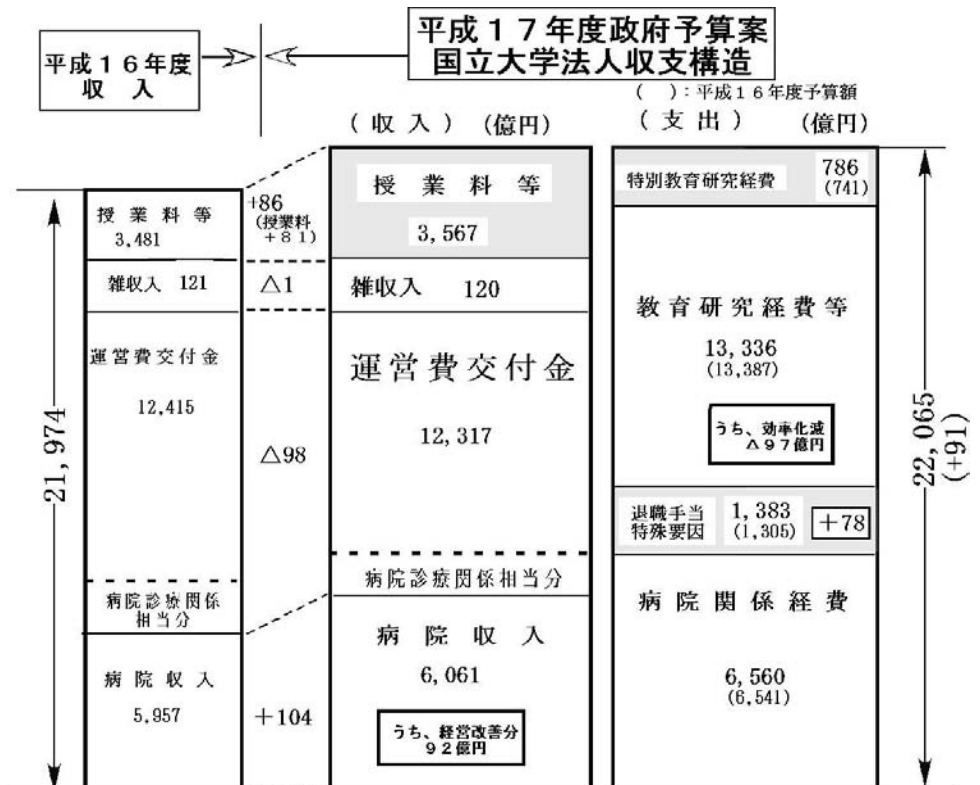 平成１６年度
収　入
平成１７年度政府予算案
国立大学法人収支構造
（　）：平成１６年度予算額
（収入）（億円）
（支出）（億円）
21,974
授業料等
3,481
雑収入 121
運営費交付金
12,415
病院診療関係
相当分
病院収入
5,957
+86
(授業料
+８１)
△1
△98
+104
授業料等
3,567
雑収入 120
運営費交付金
12,317
病院診療関係相当分
病院収入
6,061
うち、経営改善分
９２億円
特別教育研究経費 786
(741)
教育研究経費等
13,336
(13,387)
うち、効率化減
△９７億円
退職手当 1,383
特殊要因 (1,305) +78
病院関係経費
6,560
(6,541)
22,065
(+91)